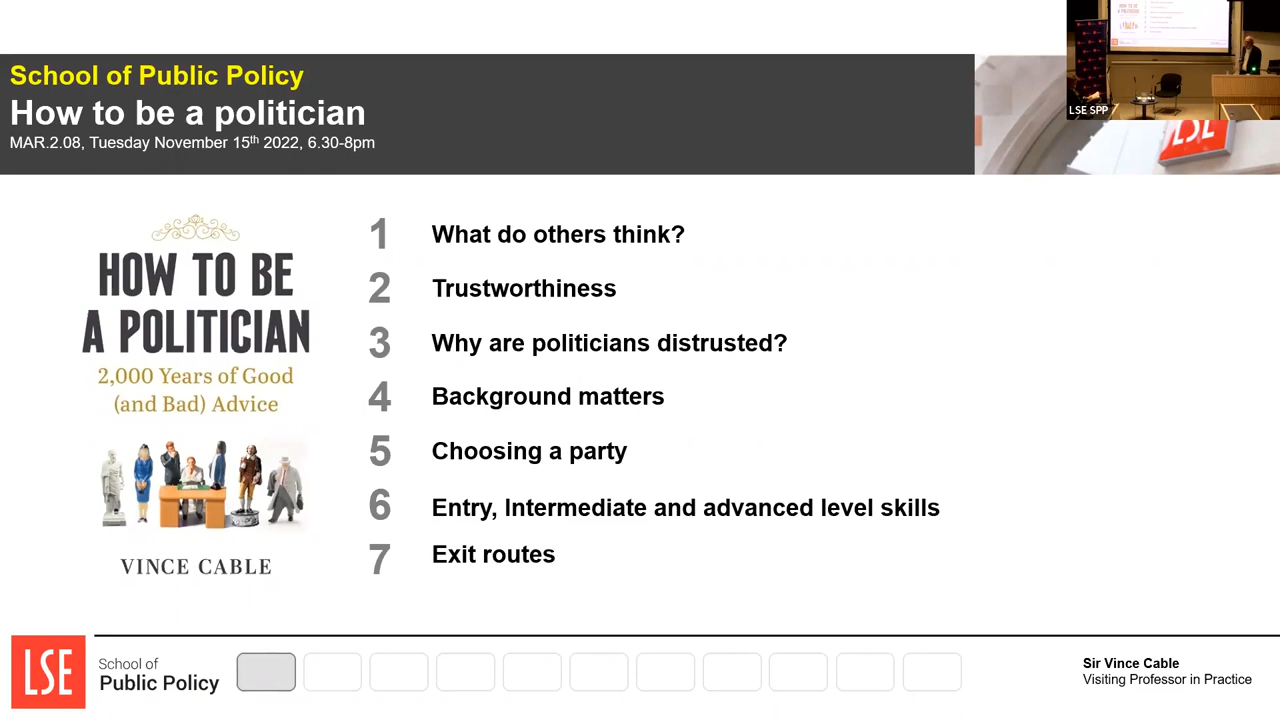 School of Public Policy
How to be a politician
MAR.2.08, Tuesday November 15th 2022, 6.30-8pm
LSE SPP
LSE
HOW TO BE
A POLITICIAN
2,000 Years of Good
(and Bad) Advice
VINCE CABLE
1 What do others think?
2 Trustworthiness
3 Why are politicians distrusted?
4 Background matters
5 Choosing a party
6 Entry, Intermediate and advanced level skills
7 Exit routes
LSE
School of
Public Policy
Sir Vince Cable
Visiting Professor in Practice